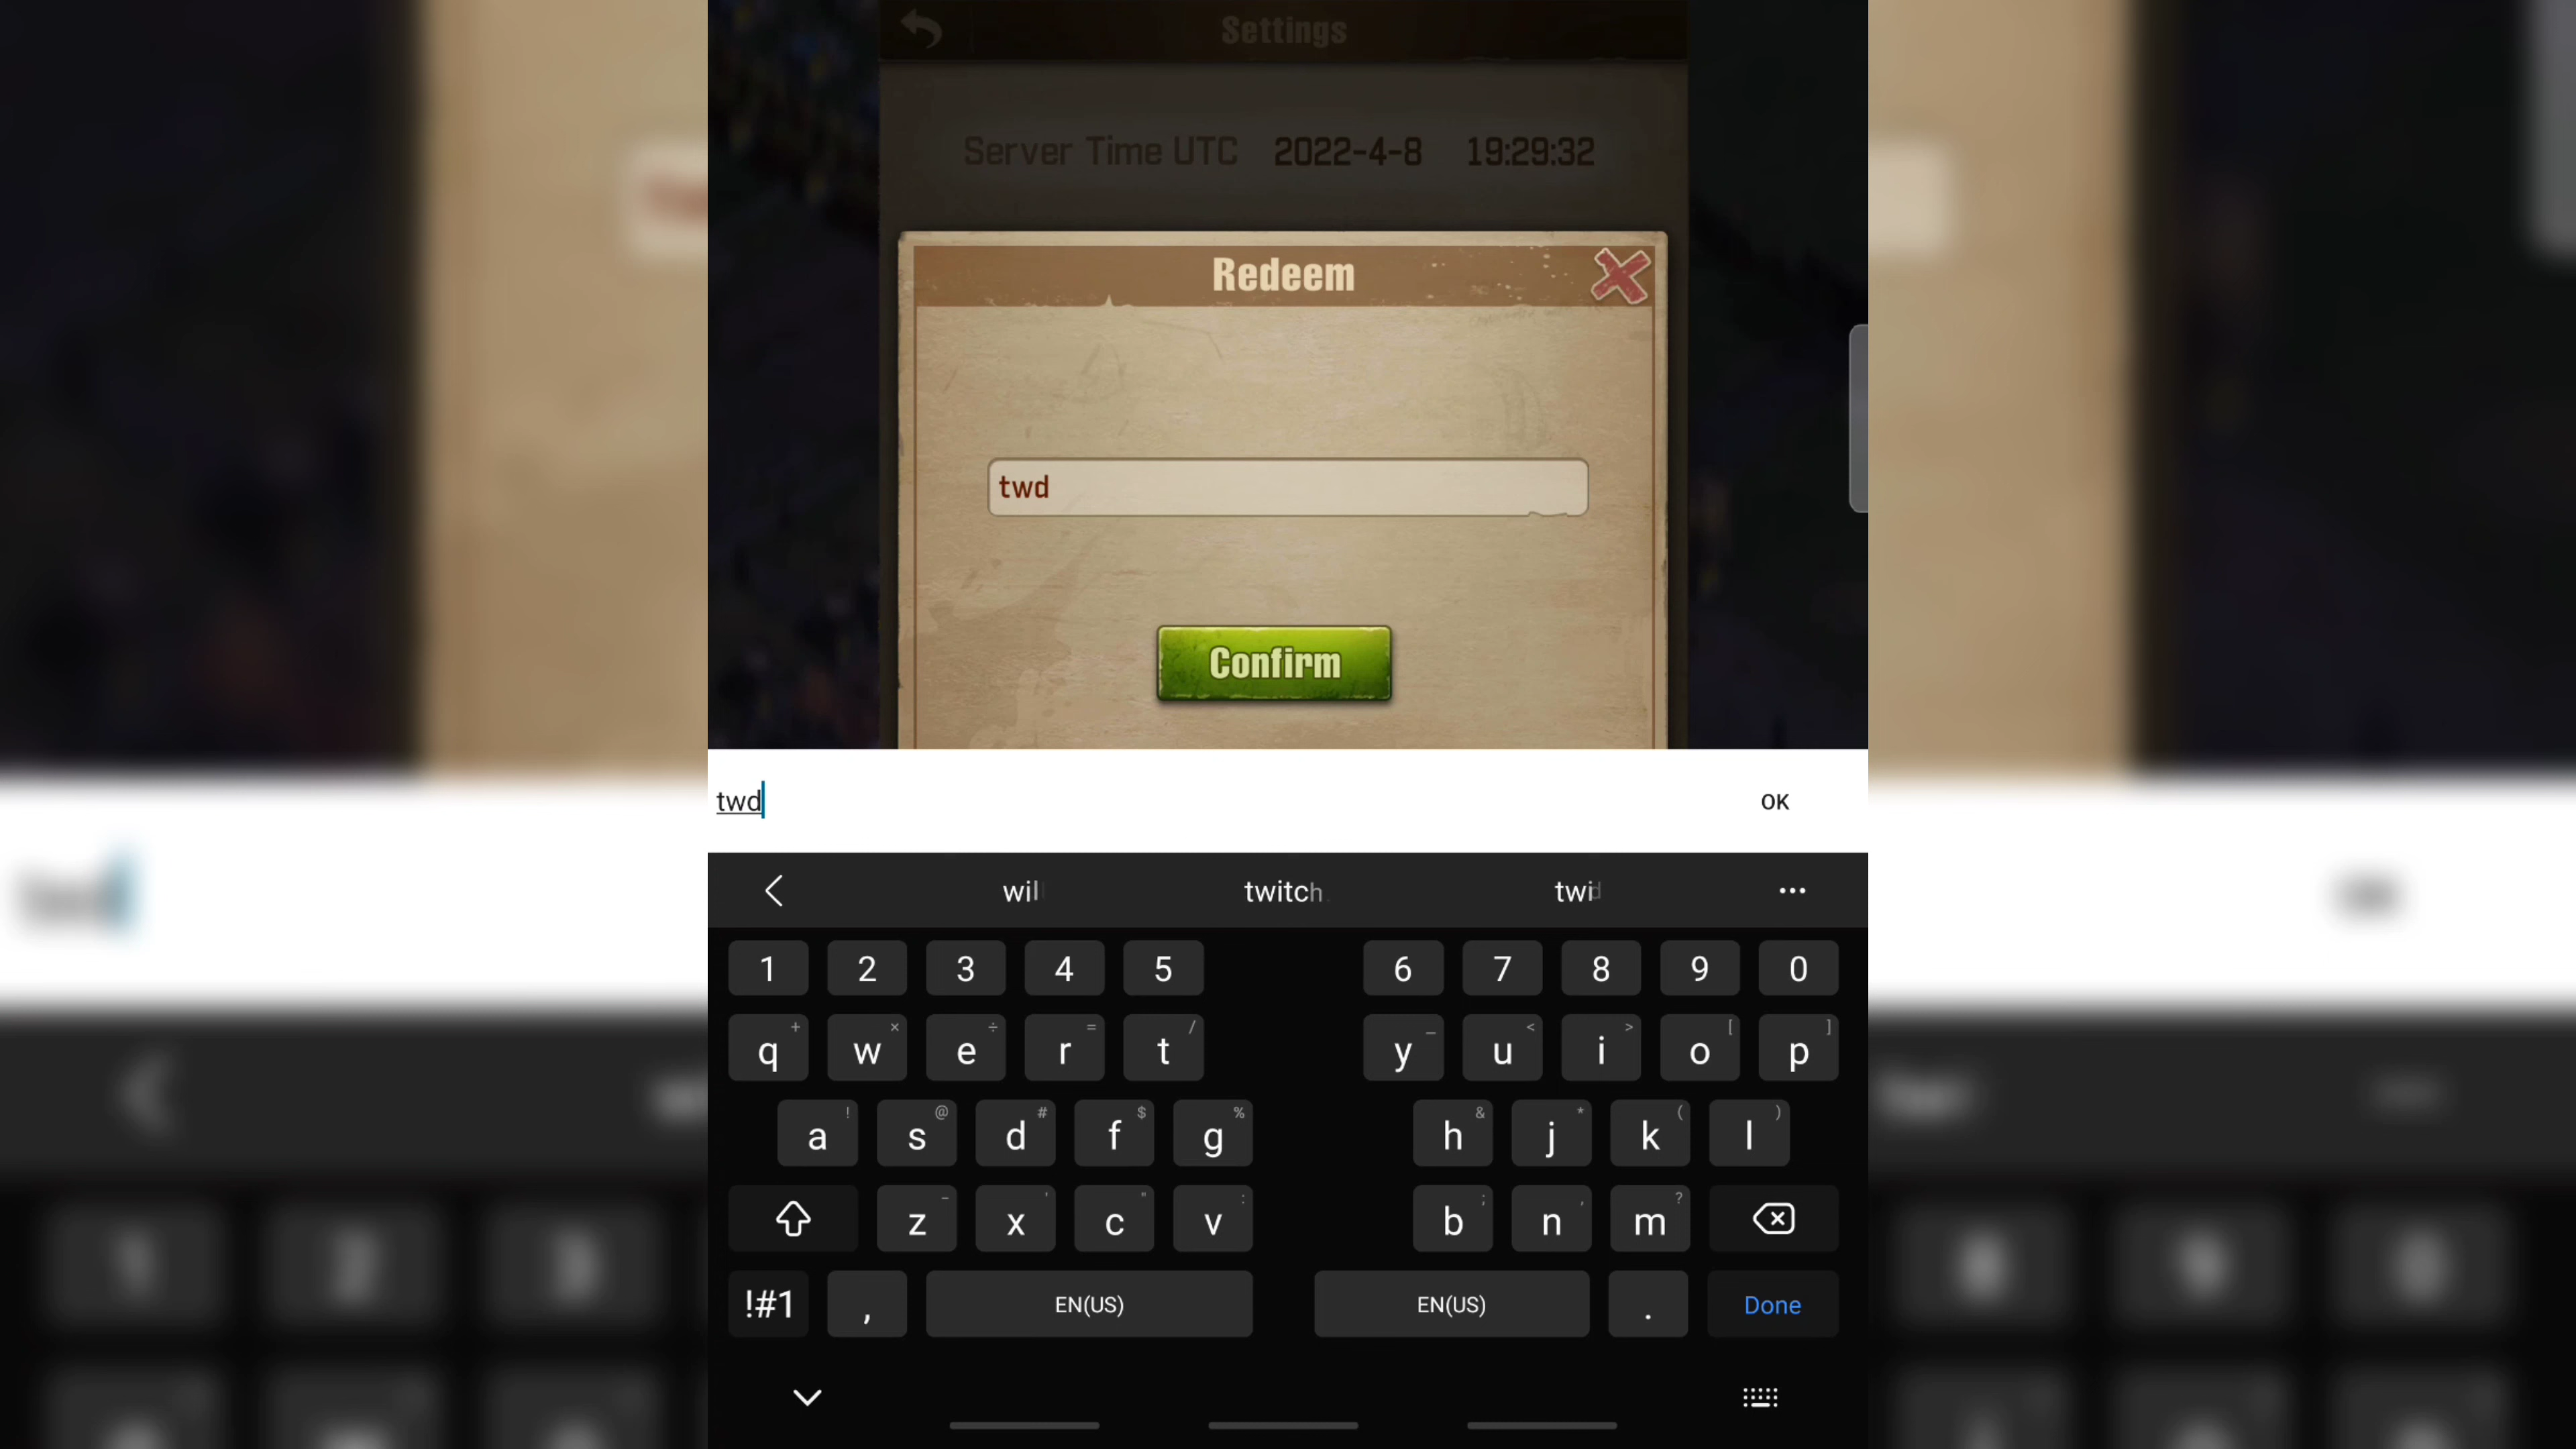 Settings
Server Time UTC 2022-4-8 19:29:32
Redeem
twd
Confirm
twd OK
wil twitch twi
1 2 3 4 5 6 7 8 9 0
q + w × e ÷ r = t / y _ u < i > o [ p ]
a ! s @ d # f $ g % h & j * k ( l )
z - x ' c " v : b ; n , m ?
!#1 , EN(US) EN(US) . Done